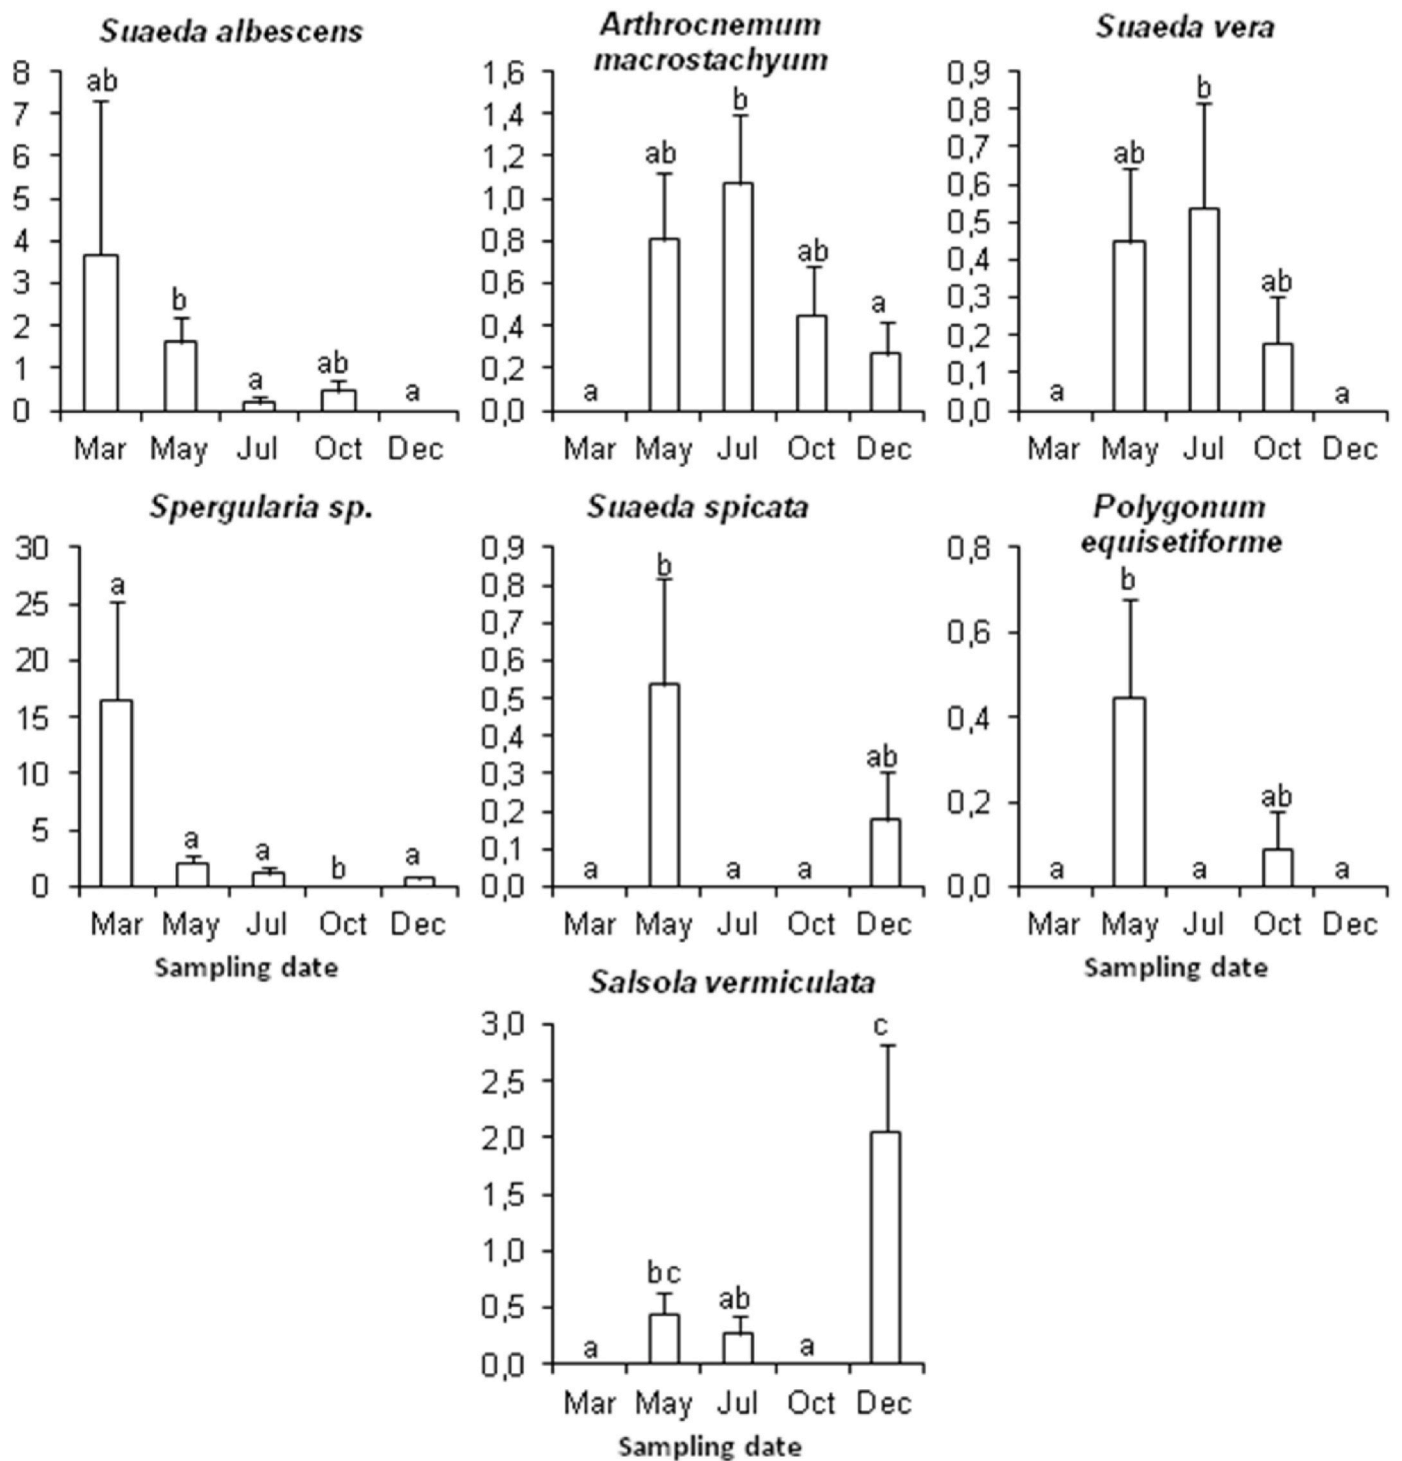 Suaeda albescens
8
7
6
5
4
3
2
1
0
ab
b
a
ab
a
Mar May Jul Oct Dec
Arthrocnemum
macrostachyum
1,6
1,4
1,2
1,0
0,8
0,6
0,4
0,2
0,0
a
ab
b
ab
a
Mar May Jul Oct Dec
Suaeda vera
0,9
0,8
0,7
0,6
0,5
0,4
0,3
0,2
0,1
0,0
a
ab
b
ab
a
Mar May Jul Oct Dec
Spergularia sp.
30
25
20
15
10
5
0
a
a
a
b
a
Mar May Jul Oct Dec
Sampling date
Suaeda spicata
0,9
0,8
0,7
0,6
0,5
0,4
0,3
0,2
0,1
0,0
a
b
a
a
ab
Mar May Jul Oct Dec
Polygonum
equisetiforme
0,8
0,6
0,4
0,2
0,0
a
b
a
ab
a
Mar May Jul Oct Dec
Sampling date
Salsola vermiculata
3,0
2,5
2,0
1,5
1,0
0,5
0,0
a
bc
ab
a
c
Mar May Jul Oct Dec
Sampling date